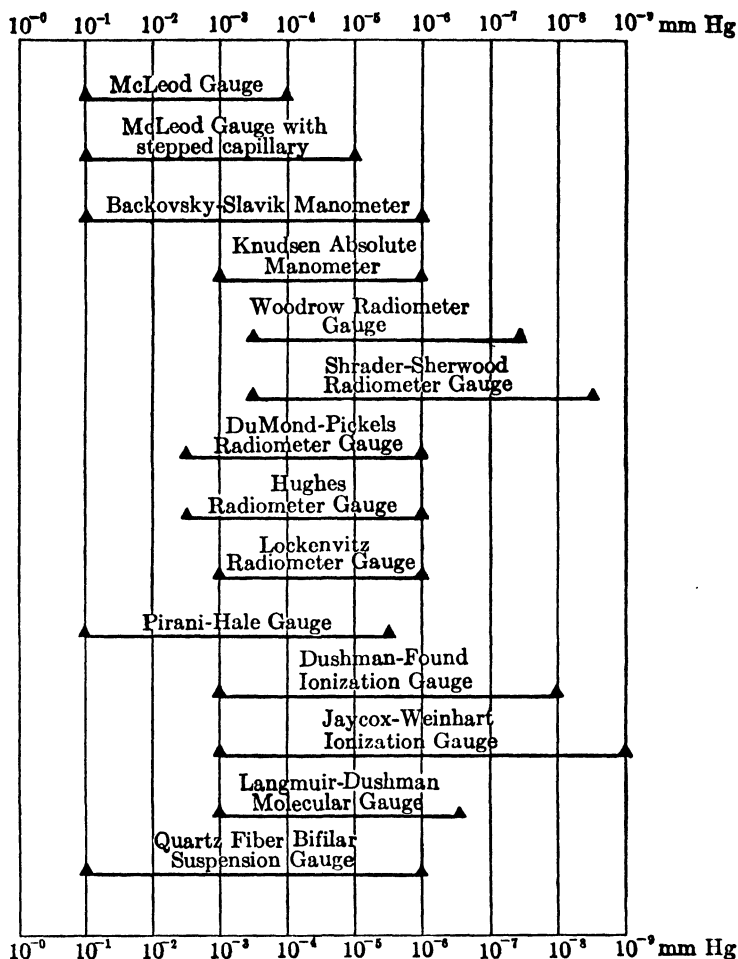 10⁻⁰ 10⁻¹ 10⁻² 10⁻³ 10⁻⁴ 10⁻⁵ 10⁻⁶ 10⁻⁷ 10⁻⁸ 10⁻⁹ mm Hg
McLeod Gauge
McLeod Gauge with
stepped capillary
Backovsky-Slavik Manometer
Knudsen Absolute
Manometer
Woodrow Radiometer
Gauge
Shrader-Sherwood
Radiometer Gauge
DuMond-Pickels
Radiometer Gauge
Hughes
Radiometer Gauge
Lockenvitz
Radiometer Gauge
Pirani-Hale Gauge
Dushman-Found
Ionization Gauge
Jaycox-Weinhart
Ionization Gauge
Langmuir-Dushman
Molecular Gauge
Quartz Fiber Bifilar
Suspension Gauge
10⁻⁰ 10⁻¹ 10⁻² 10⁻³ 10⁻⁴ 10⁻⁵ 10⁻⁶ 10⁻⁷ 10⁻⁸ 10⁻⁹ mm Hg